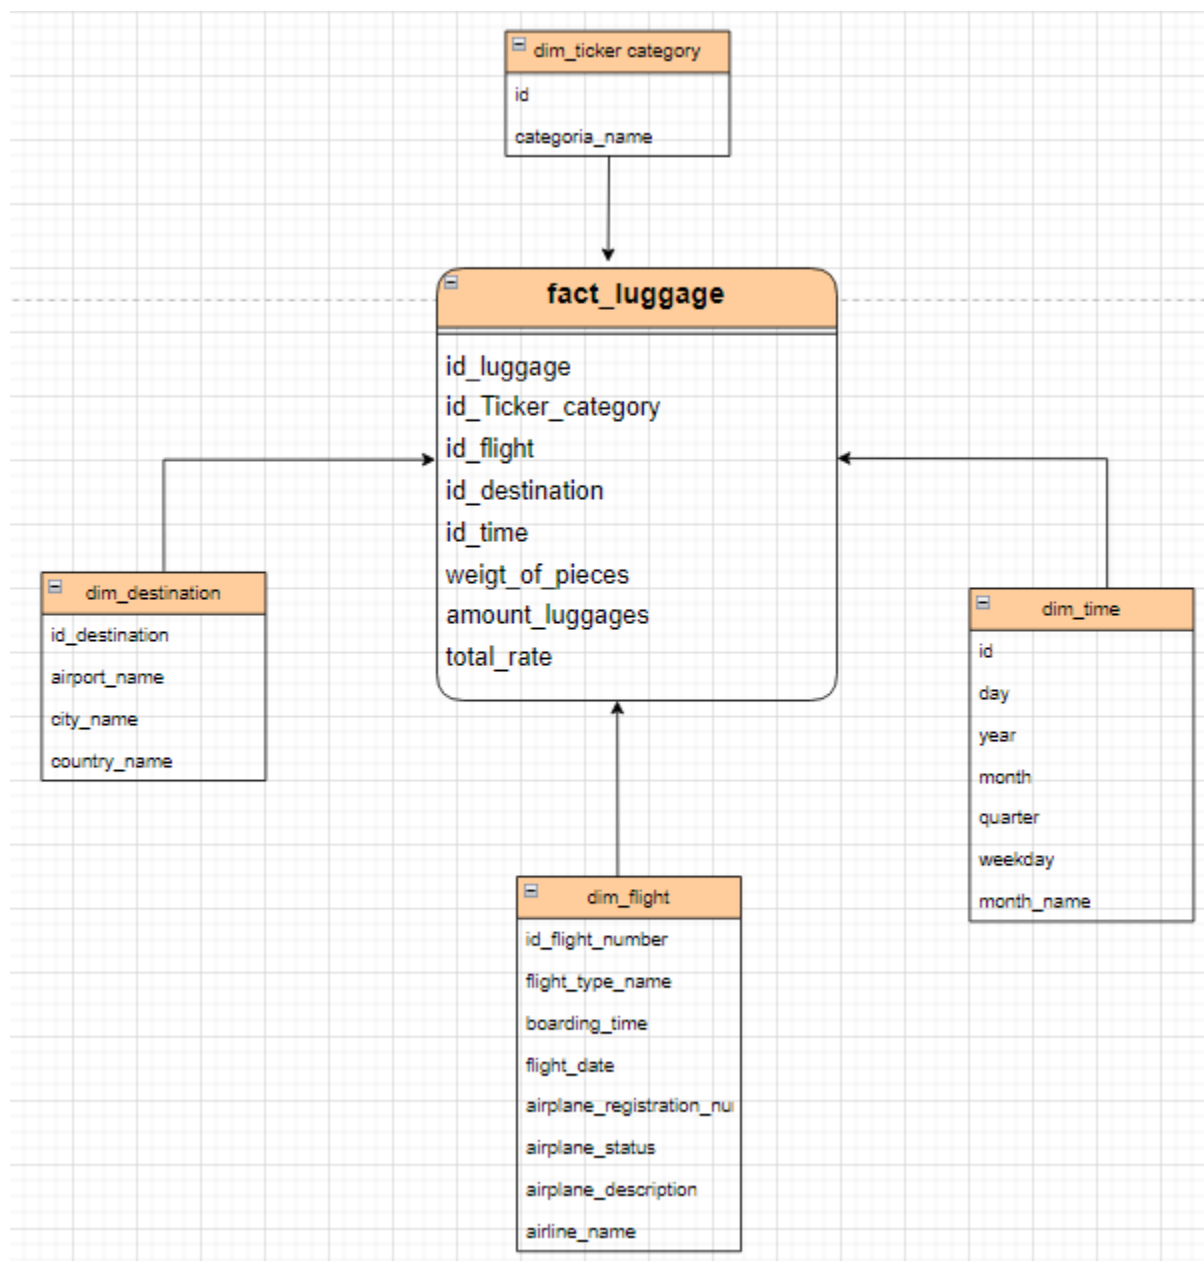 dim_ticker category
id
categoria_name
fact_luggage
id_luggage
id_Ticker_category
id_flight
id_destination
id_time
weigt_of_pieces
amount_luggages
total_rate
dim_destination
id_destination
airport_name
city_name
country_name
dim_time
id
day
year
month
quarter
weekday
month_name
dim_flight
id_flight_number
flight_type_name
boarding_time
flight_date
airplane_registration_nu
airplane_status
airplane_description
airline_name